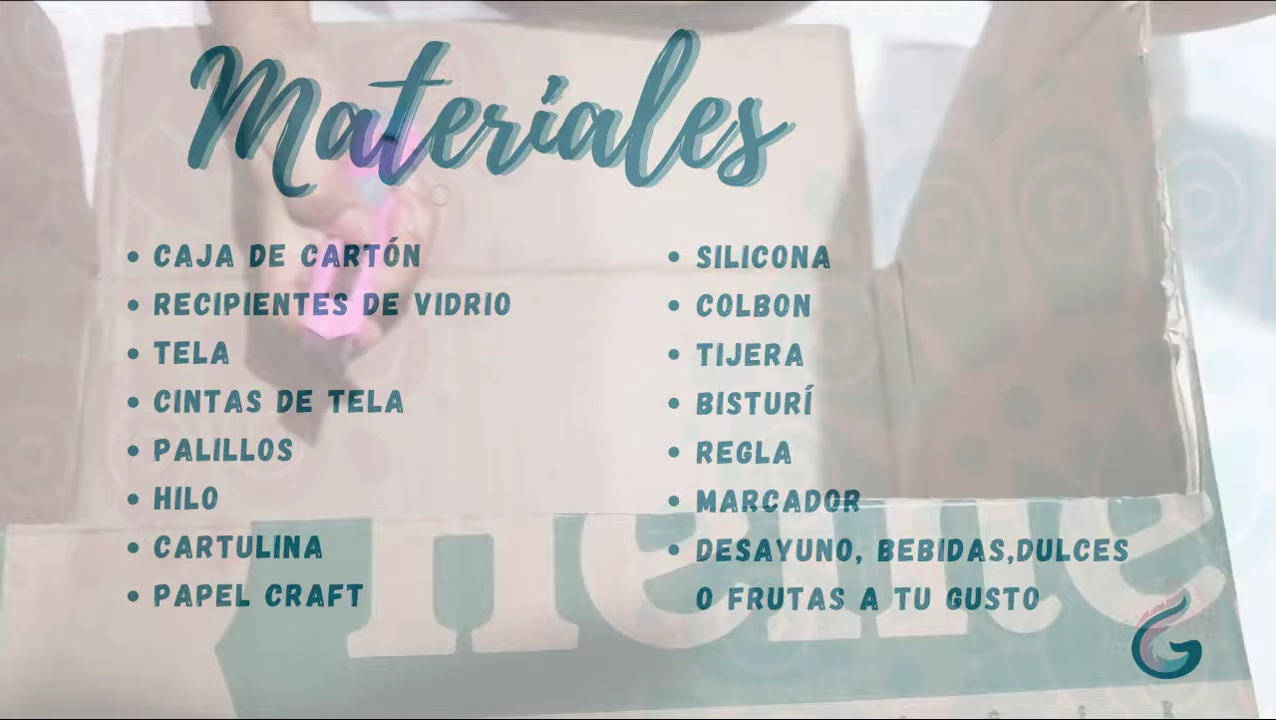 Materiales
CAJA DE CARTÓN
RECIPIENTES DE VIDRIO
TELA
CINTAS DE TELA
PALILLOS
HILO
CARTULINA
PAPEL CRAFT
SILICONA
COLBON
TIJERA
BISTURÍ
REGLA
MARCADOR
DESAYUNO, BEBIDAS,DULCES
O FRUTAS A TU GUSTO